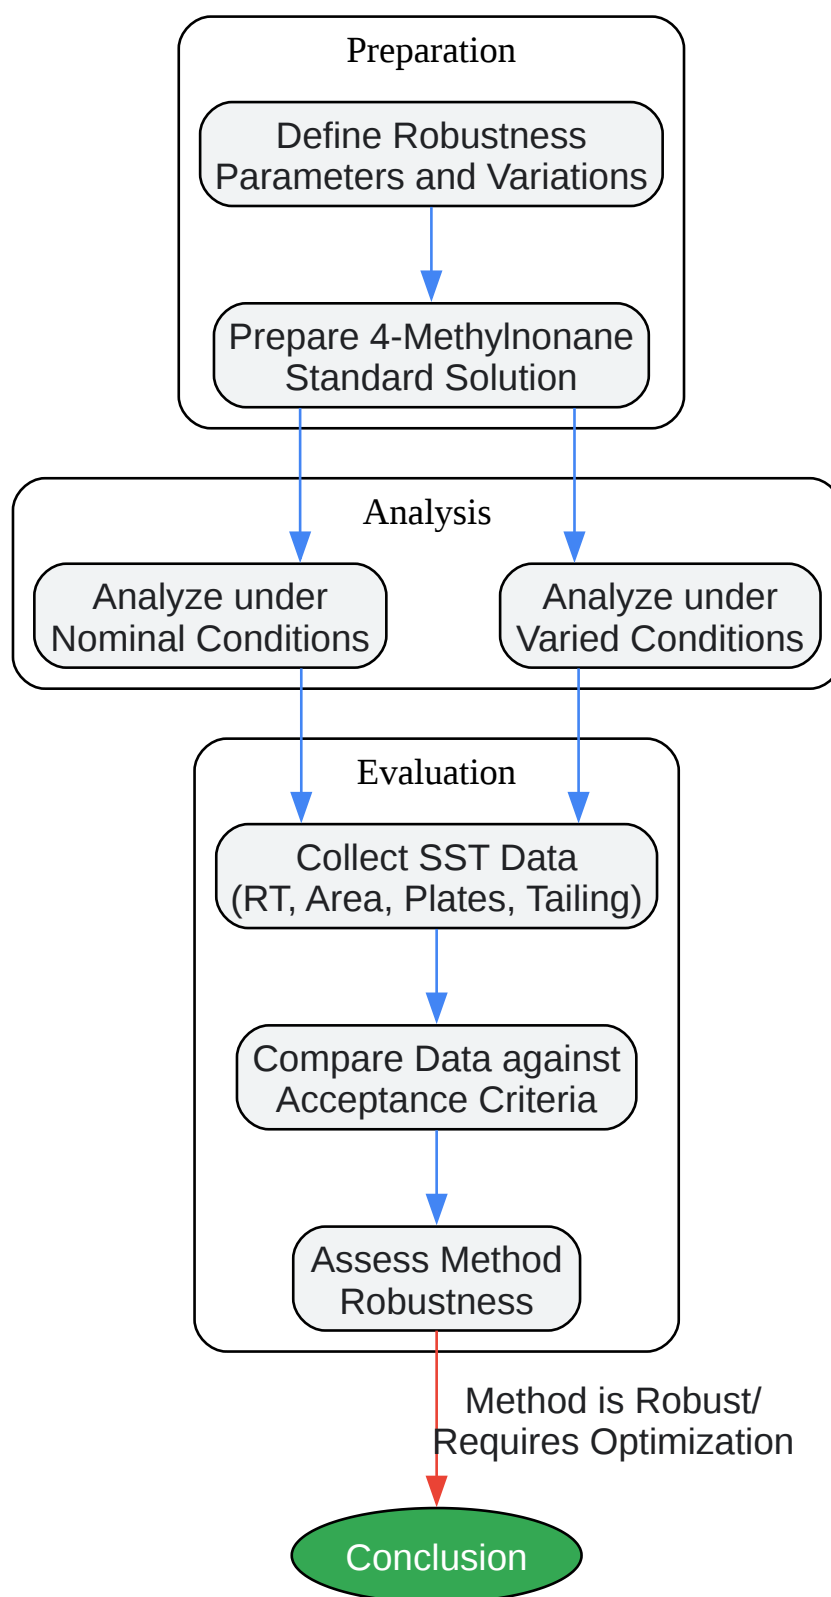 Preparation
Define Robustness
Parameters and Variations
Prepare 4-Methylnonane
Standard Solution
Analysis
Analyze under
Nominal Conditions
Analyze under
Varied Conditions
Evaluation
Collect SST Data
(RT, Area, Plates, Tailing)
Compare Data against
Acceptance Criteria
Assess Method
Robustness
Method is Robust/
Requires Optimization
Conclusion